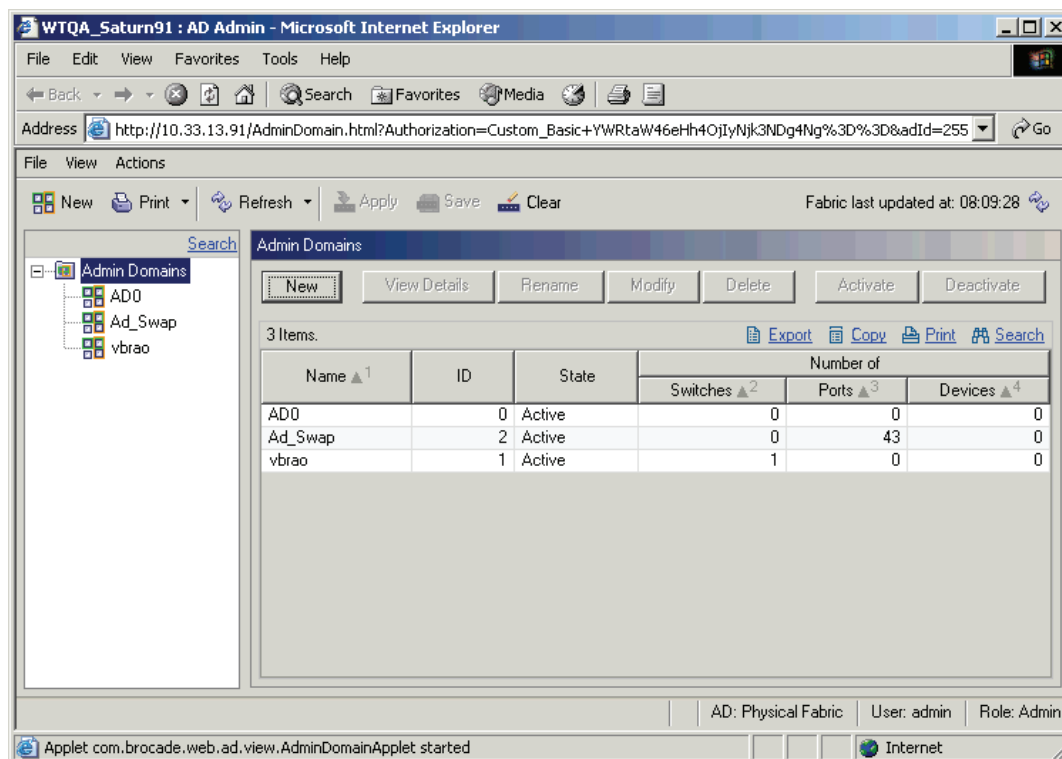 WTQA_Saturn91 : AD Admin - Microsoft Internet Explorer
File Edit View Favorites Tools Help
Back Search Favorites Media
Address http://10.33.13.91/AdminDomain.html?Authorization=Custom_Basic+YWRtaW46eHh4OjIyNjk3NDg4Ng%3D%3D&adId=255 Go
File View Actions
New Print Refresh Apply Save Clear Fabric last updated at: 08:09:28
Search
Admin Domains
AD0
Ad_Swap
vbrao
Admin Domains
New View Details Rename Modify Delete Activate Deactivate
3 Items. Export Copy Print Search
Name 1 ID State Number of
Switches 2 Ports 3 Devices 4
AD0 0 Active 0 0 0
Ad_Swap 2 Active 0 43 0
vbrao 1 Active 1 0 0
AD: Physical Fabric User: admin Role: Admin
Applet com.brocade.web.ad.view.AdminDomainApplet started Internet